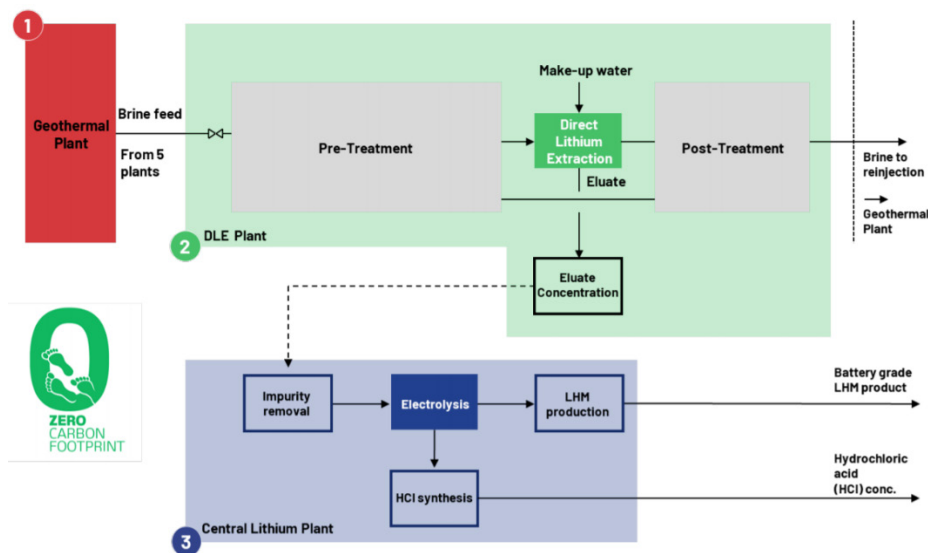 1
Geothermal
Plant
Brine feed
From 5
plants
Pre-Treatment
Make-up water
Direct
Lithium
Extraction
Eluate
Post-Treatment
Brine to
reinjection
Geothermal
Plant
2
DLE Plant
Eluate
Concentration
ZERO
CARBON
FOOTPRINT
Impurity
removal
Electrolysis
LHM
production
Battery grade
LHM product
HCl synthesis
Hydrochloric
acid
(HCl) conc.
3
Central Lithium Plant